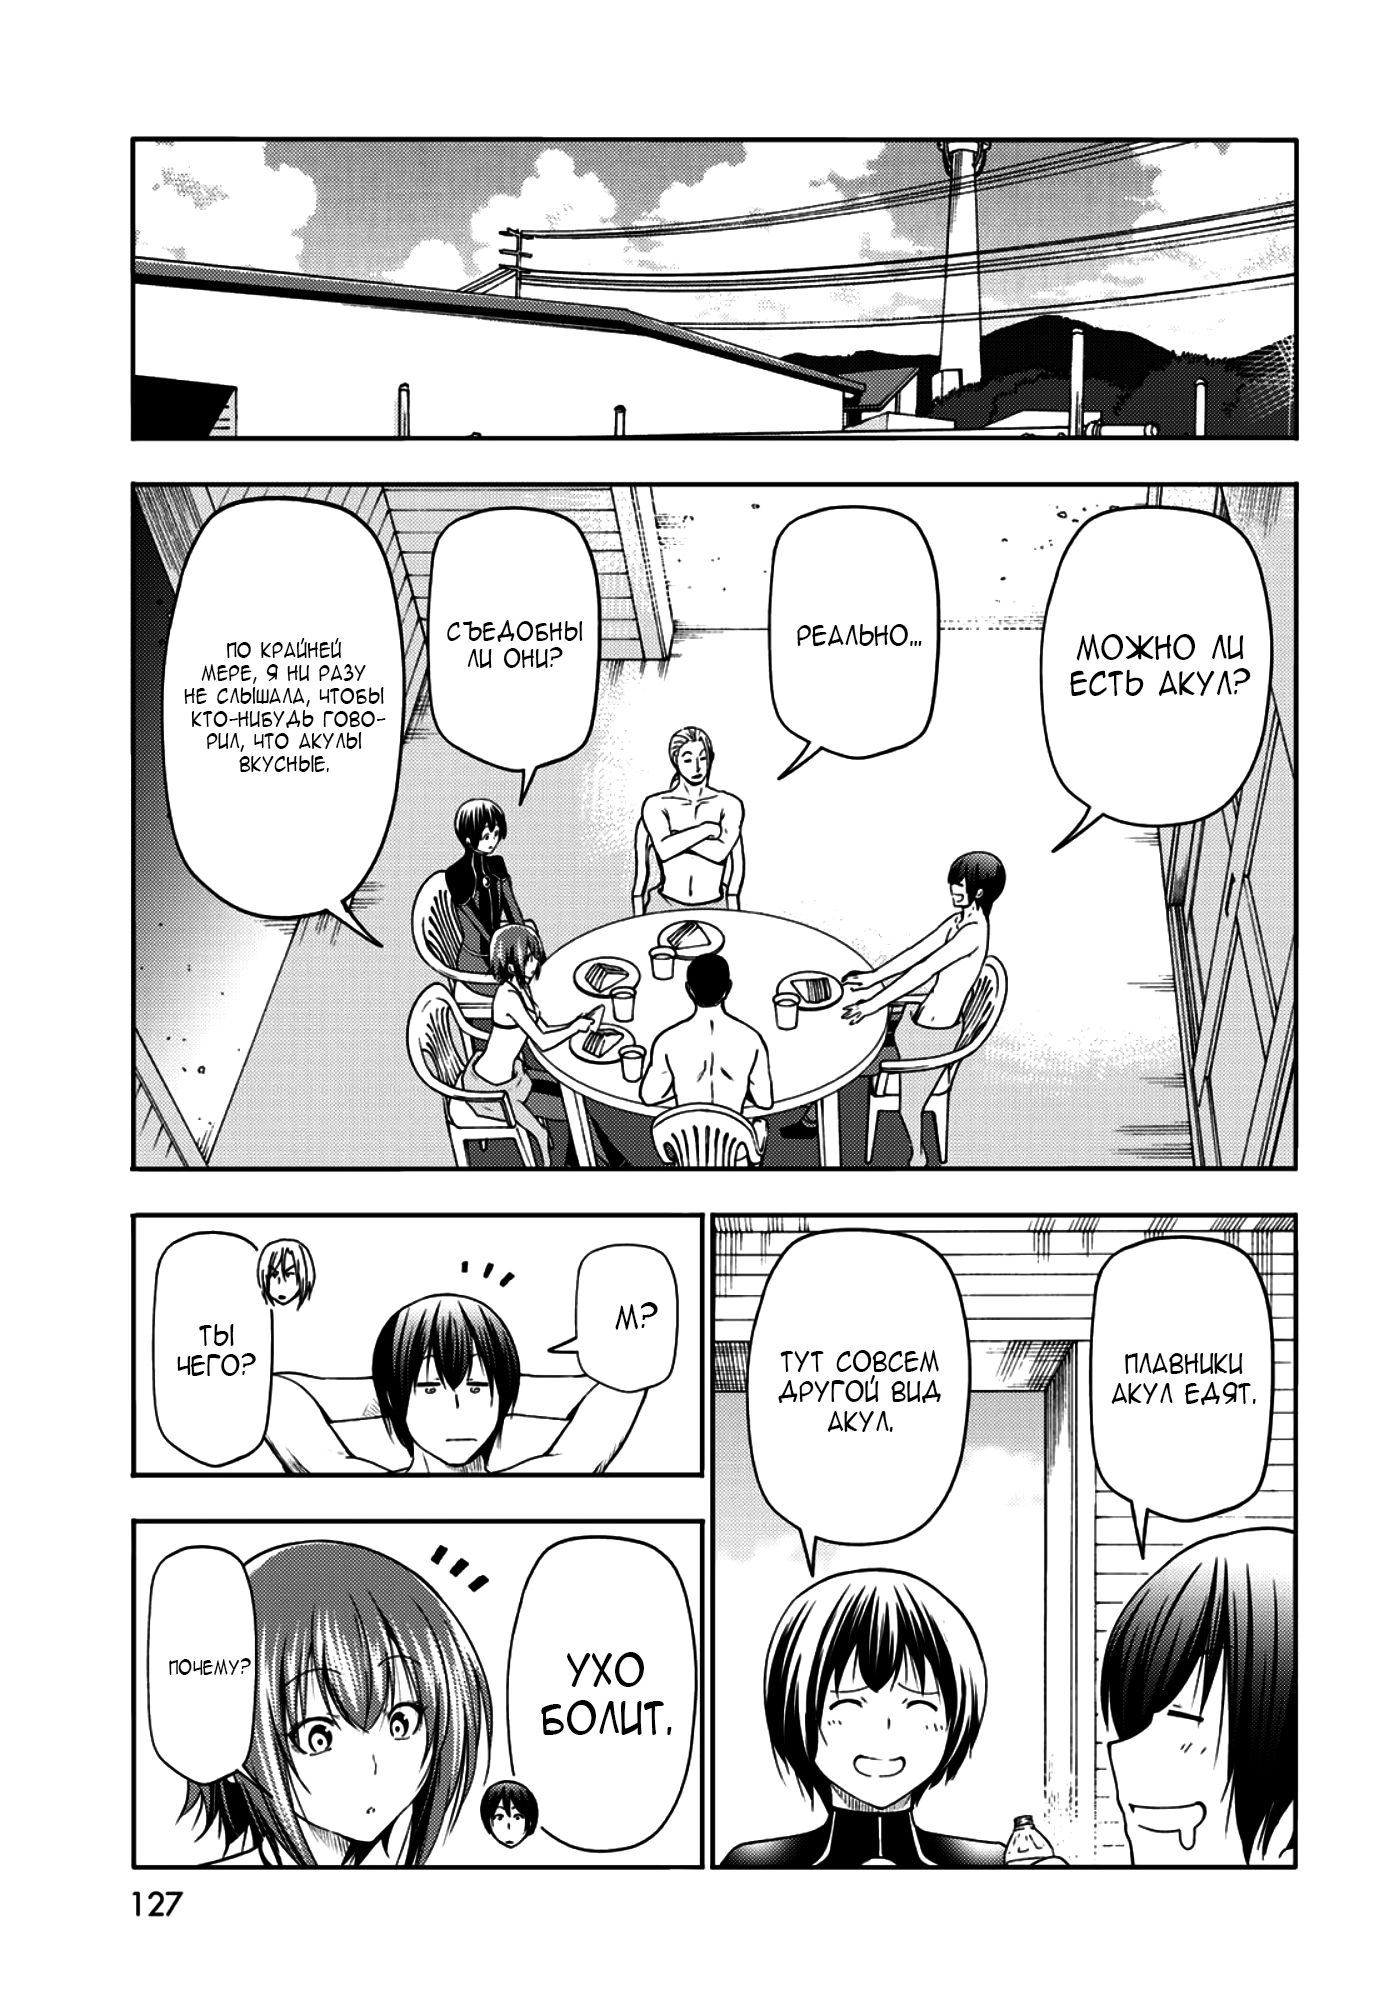 МОЖНО ЛИ
ЕСТЬ АКУЛ?
РЕАЛЬНО...
СЪЕДОБНЫ
ЛИ ОНИ?
ПО КРАЙНЕЙ
МЕРЕ, Я НИ РАЗУ
НЕ СЛЫШАЛА, ЧТОБЫ
КТО-НИБУДЬ ГОВО-
РИЛ, ЧТО АКУЛЫ
ВКУСНЫЕ.
ПЛАВНИКИ
АКУЛ ЕДЯТ.
ТУТ СОВСЕМ
ДРУГОЙ ВИД
АКУЛ.
М?
ТЫ
ЧЕГО?
УХО
БОЛИТ.
ПОЧЕМУ?
127